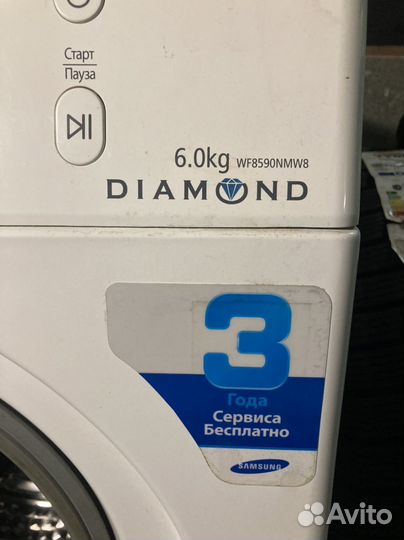 Старт
Пауза
6.0kg WF8590NMW8
DIAMOND
3
Года
Сервиса
Бесплатно
SAMSUNG
Avito